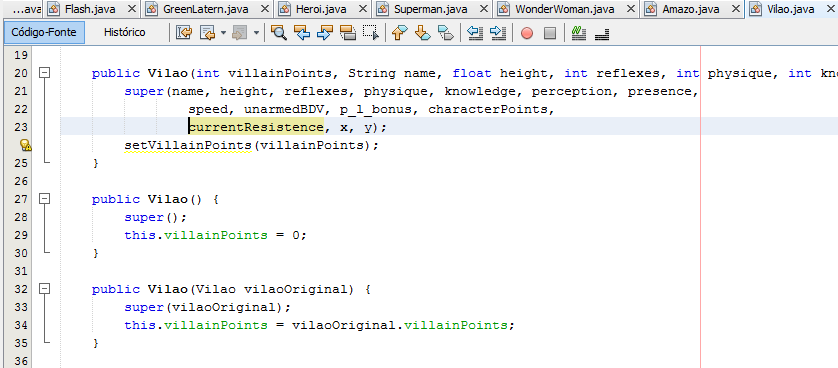 ...ava Flash.java GreenLatern.java Heroi.java Superman.java WonderWoman.java Amazo.java Vilao.java
Código-Fonte Histórico
19
20 public Vilao(int villainPoints, String name, float height, int reflexes, int physique, int kno
21 super(name, height, reflexes, physique, knowledge, perception, presence,
22 speed, unarmedBDV, p_l_bonus, characterPoints,
23 currentResistence, x, y);
setVillainPoints(villainPoints);
25 }
26
27 public Vilao() {
28 super();
29 this.villainPoints = 0;
30 }
31
32 public Vilao(Vilao vilaoOriginal) {
33 super(vilaoOriginal);
34 this.villainPoints = vilaoOriginal.villainPoints;
35 }
36